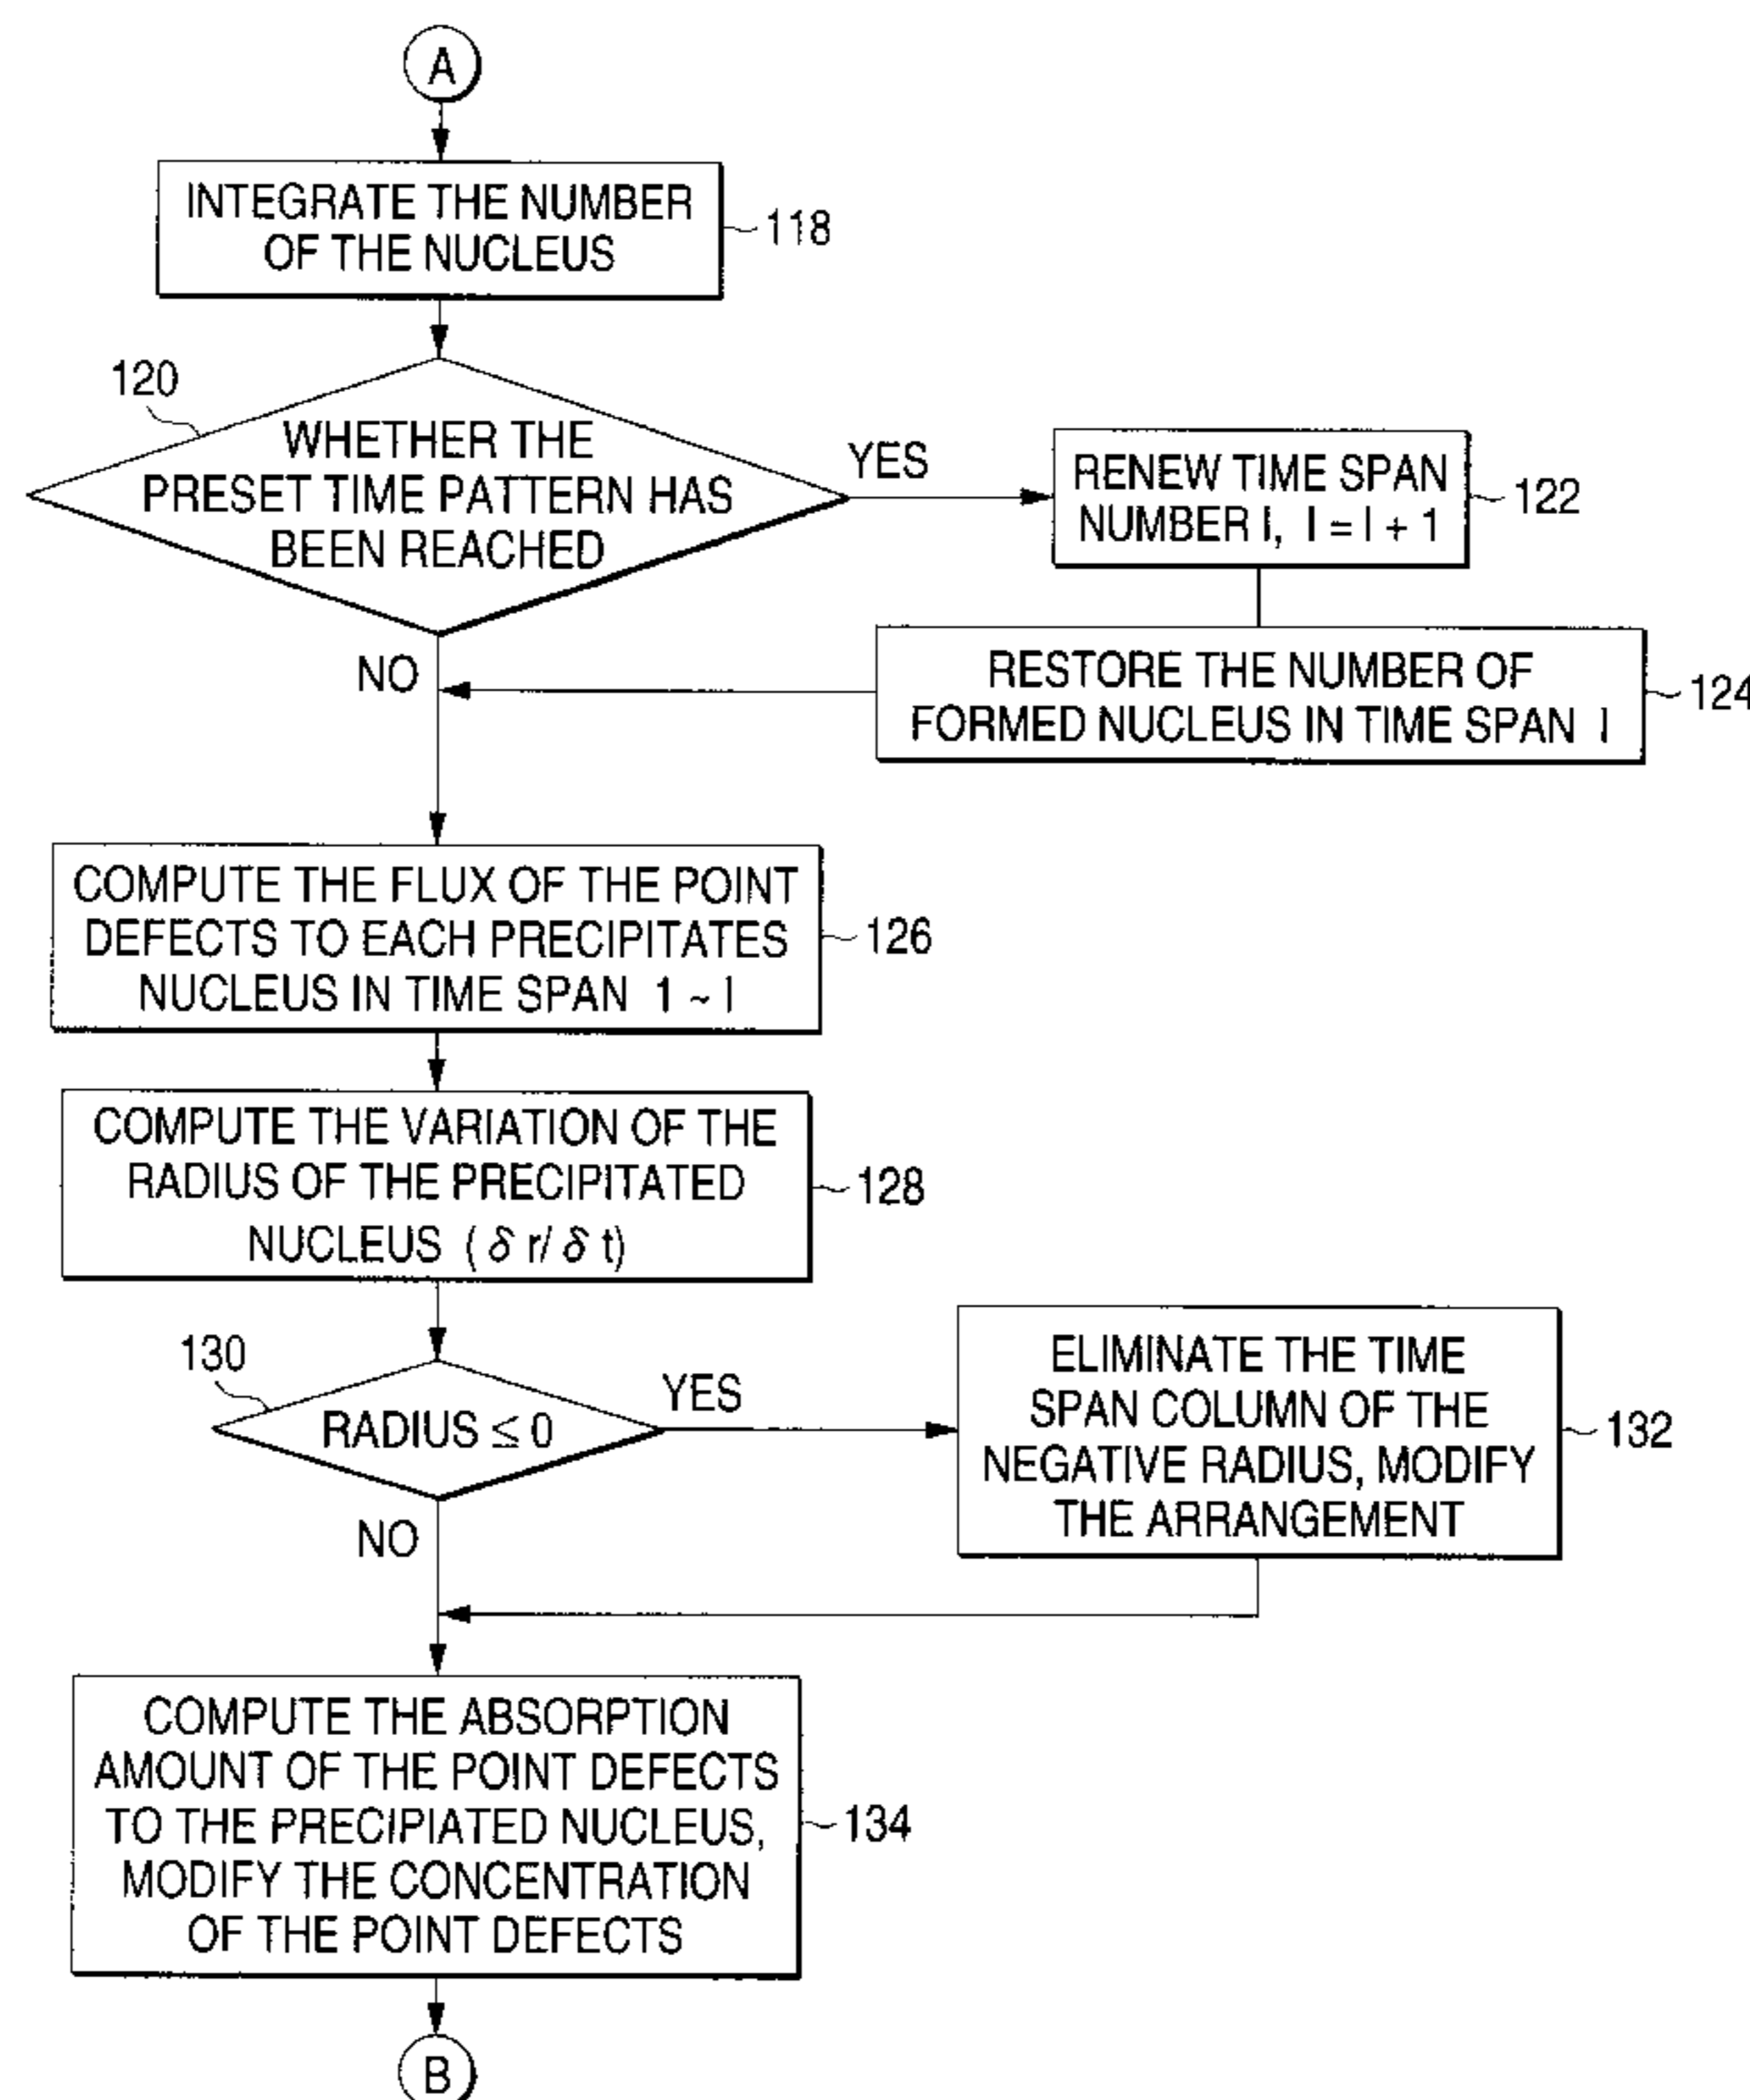 A
INTEGRATE THE NUMBER
OF THE NUCLEUS
118
120
WHETHER THE
PRESET TIME PATTERN HAS
BEEN REACHED
YES
RENEW TIME SPAN
NUMBER I, I = I + 1
122
NO
RESTORE THE NUMBER OF
FORMED NUCLEUS IN TIME SPAN I
124
COMPUTE THE FLUX OF THE POINT
DEFECTS TO EACH PRECIPITATES
NUCLEUS IN TIME SPAN 1 ~ I
126
COMPUTE THE VARIATION OF THE
RADIUS OF THE PRECIPITATED
NUCLEUS ( δ r/ δ t)
128
130
RADIUS ≤ 0
YES
ELIMINATE THE TIME
SPAN COLUMN OF THE
NEGATIVE RADIUS, MODIFY
THE ARRANGEMENT
132
NO
COMPUTE THE ABSORPTION
AMOUNT OF THE POINT DEFECTS
TO THE PRECIPIATED NUCLEUS,
MODIFY THE CONCENTRATION
OF THE POINT DEFECTS
134
B